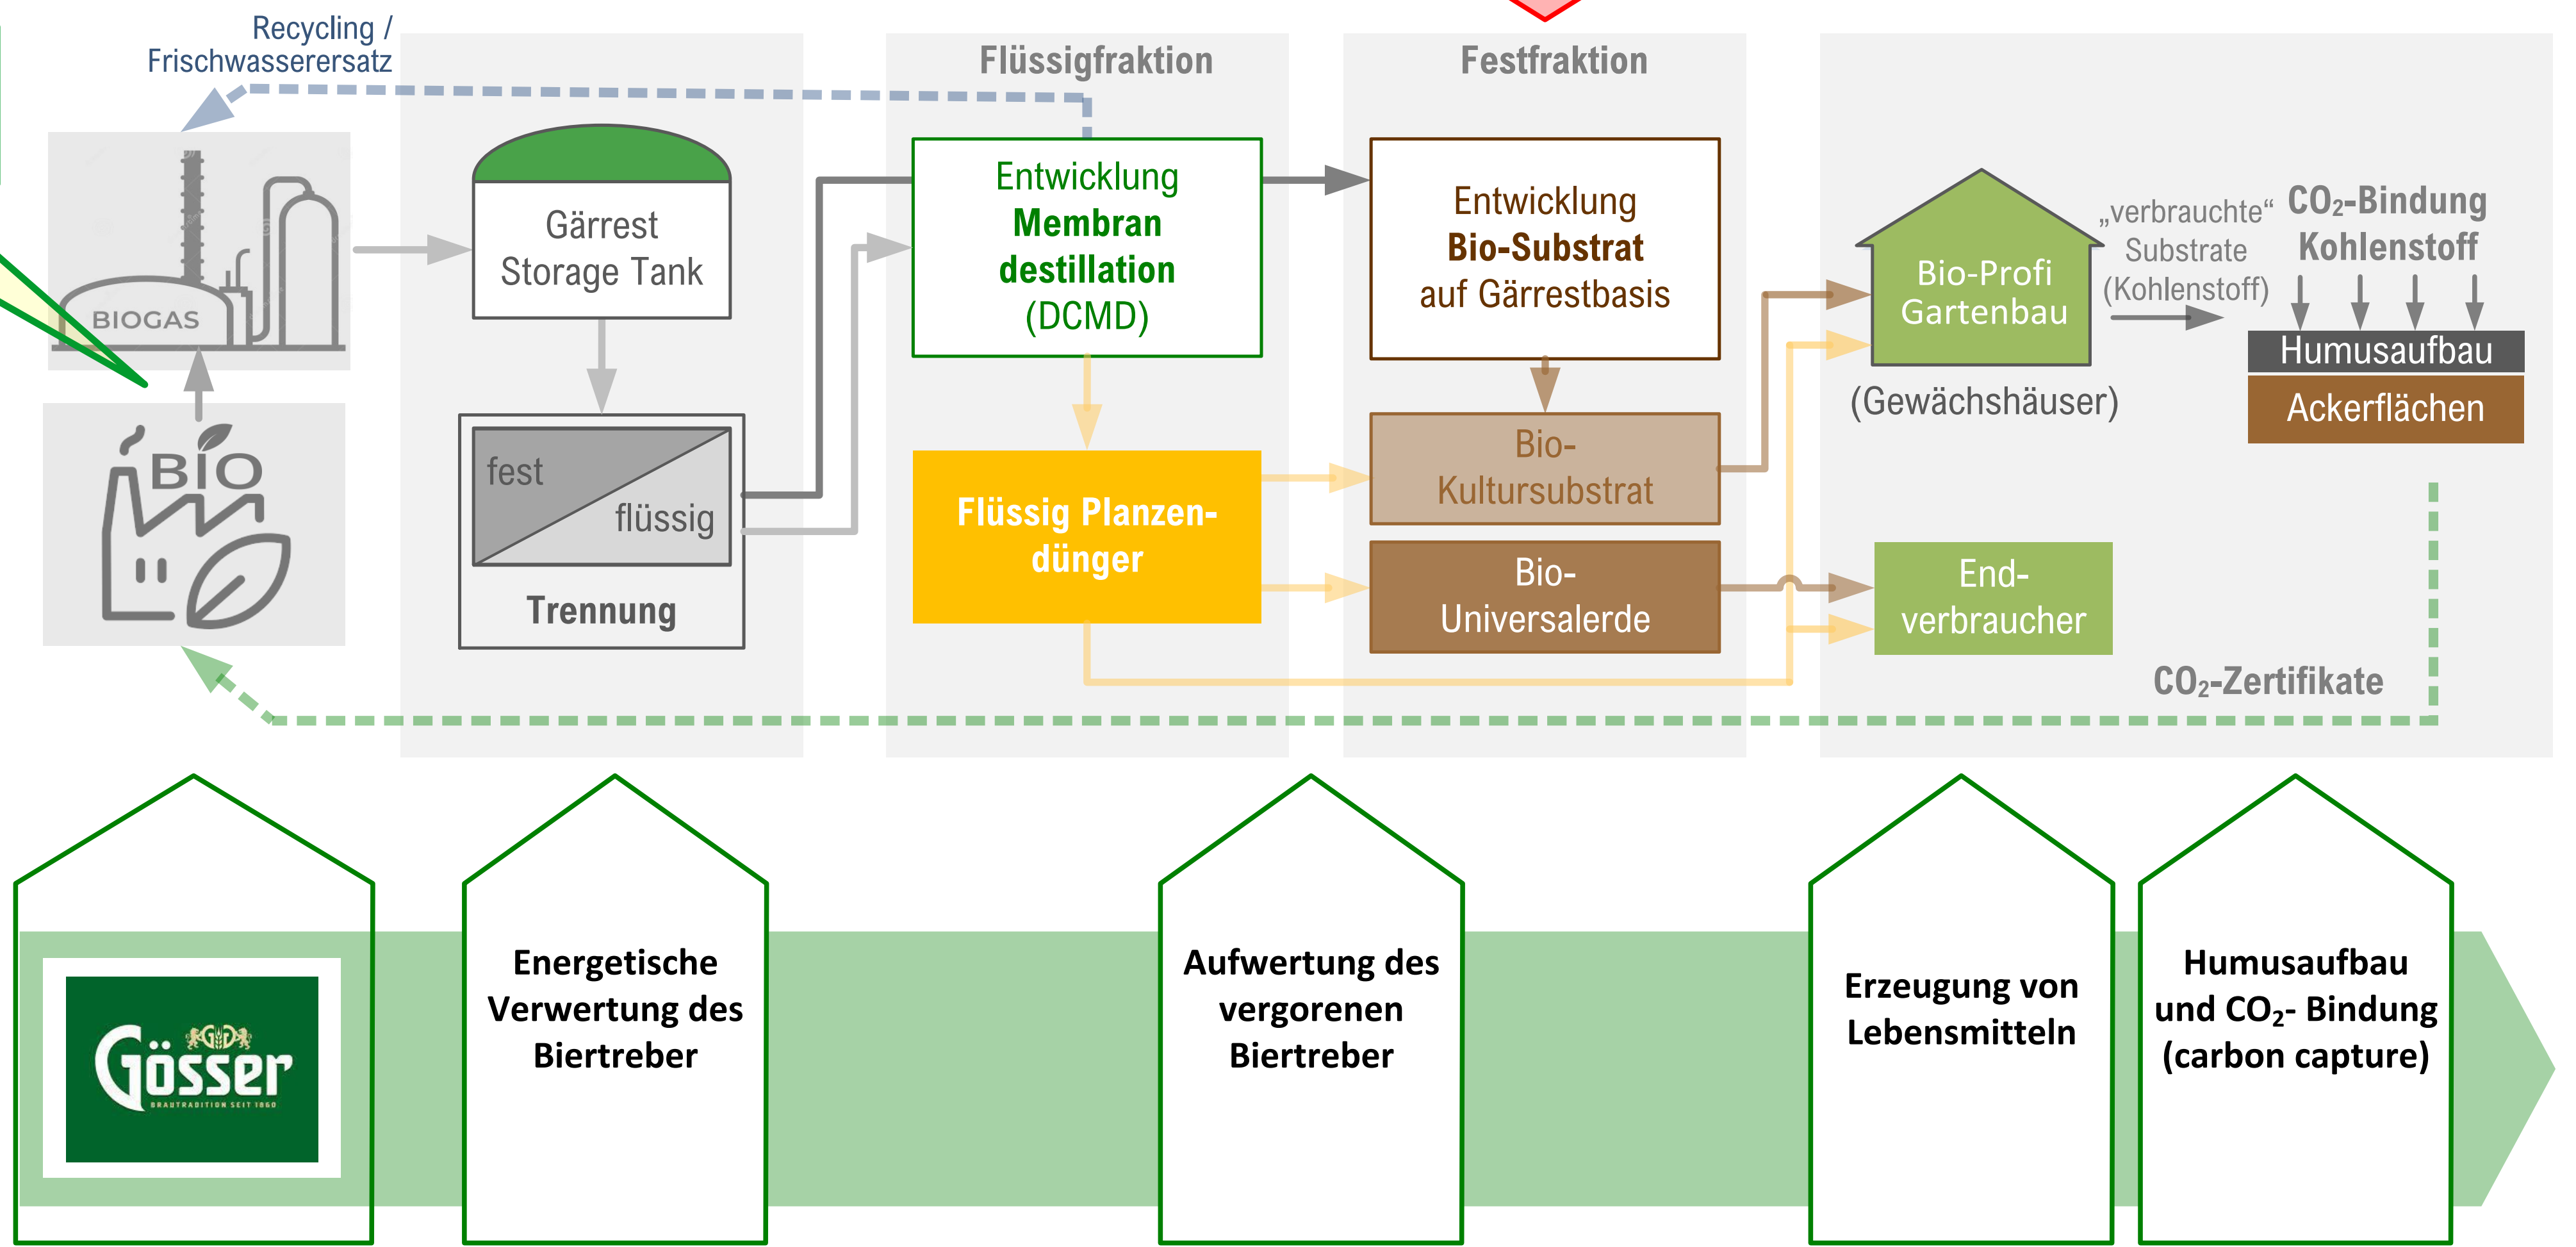 Recycling /
Frischwasserersatz
Flüssigfraktion
Festfraktion
BIOGAS
BIO
Gärrest
Storage Tank
fest
flüssig
Trennung
Entwicklung
Membran
destillation
(DCMD)
Flüssig Planzen-
dünger
Entwicklung
Bio-Substrat
auf Gärrestbasis
Bio-
Kultursubstrat
Bio-
Universalerde
Bio-Profi
Gartenbau
(Gewächshäuser)
„verbrauchte“
Substrate
(Kohlenstoff)
CO₂-Bindung
Kohlenstoff
Humusaufbau
Ackerflächen
End-
verbraucher
CO₂-Zertifikate
Gösser
BRAUTRADITION SEIT 1860
Energetische
Verwertung des
Biertreber
Aufwertung des
vergorenen
Biertreber
Erzeugung von
Lebensmitteln
Humusaufbau
und CO₂- Bindung
(carbon capture)